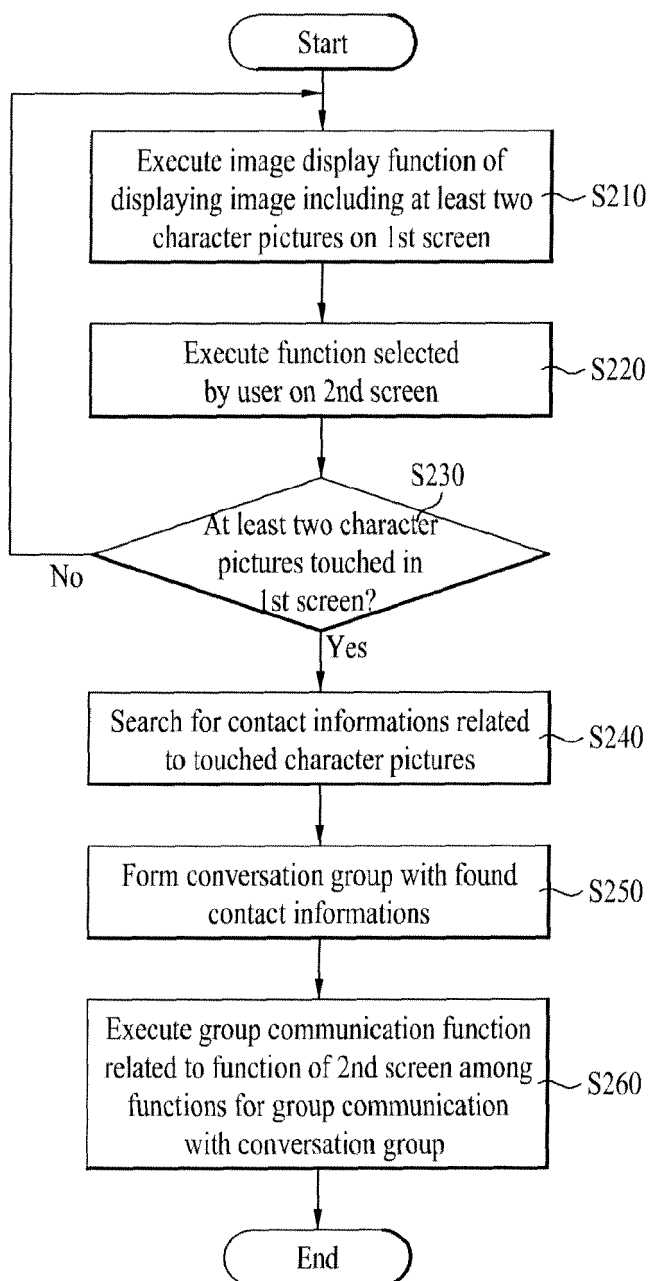 Start
Execute image display function of
displaying image including at least two
character pictures on 1st screen
S210
Execute function selected
by user on 2nd screen
S220
S230
At least two character
pictures touched in
1st screen?
No
Yes
Search for contact informations related
to touched character pictures
S240
Form conversation group with found
contact informations
S250
Execute group communication function
related to function of 2nd screen among
functions for group communication
with conversation group
S260
End